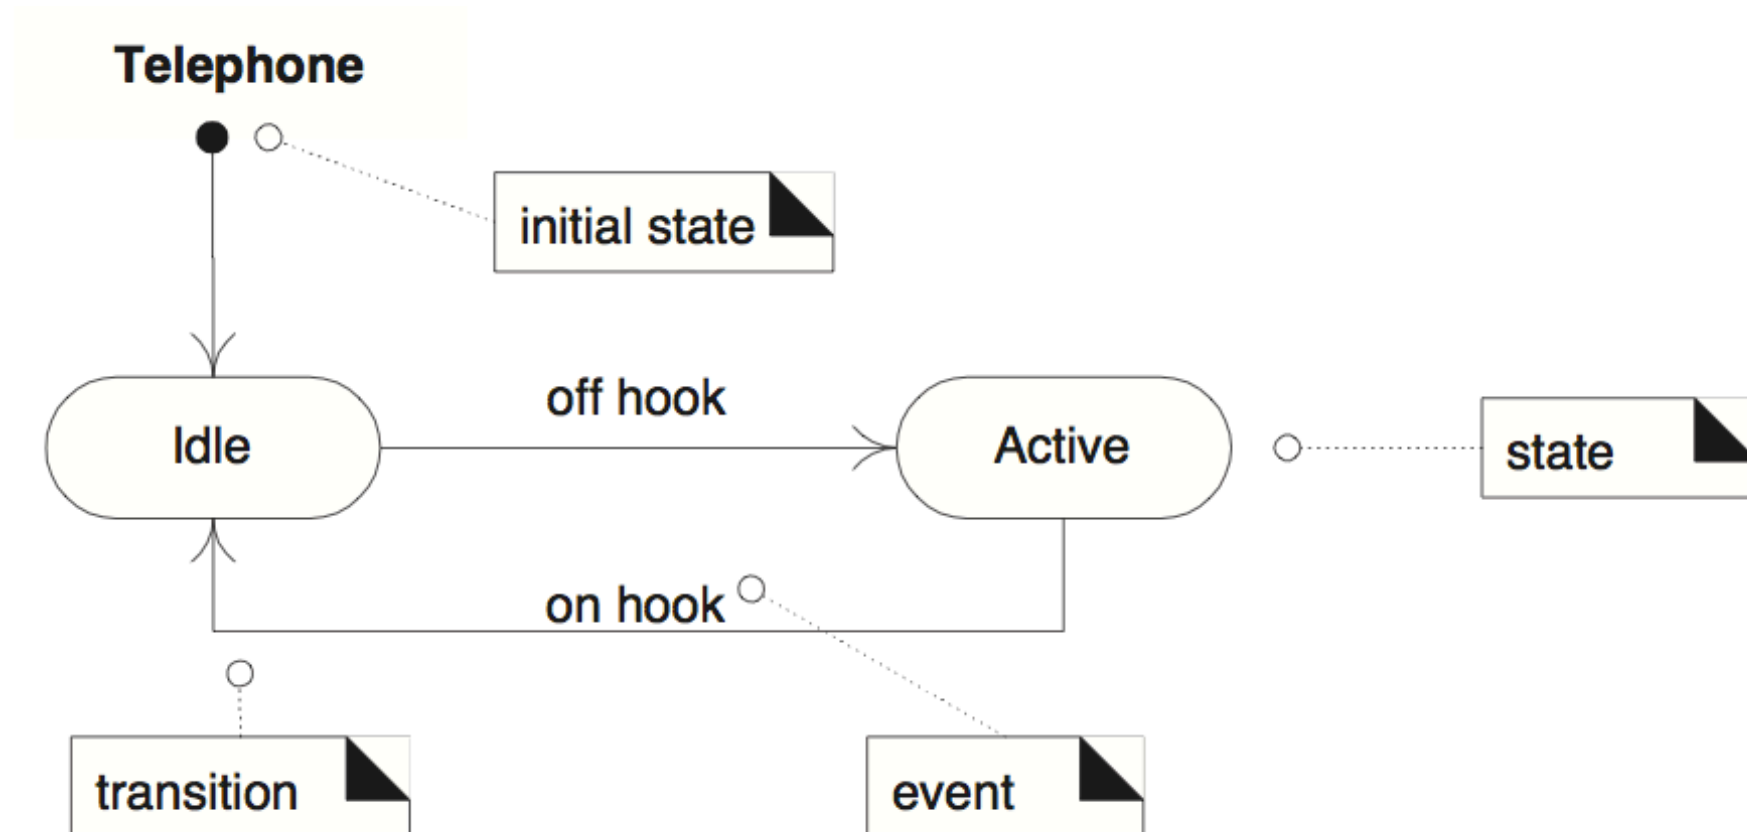 Telephone
initial state
off hook
Idle
Active
state
on hook
transition
event